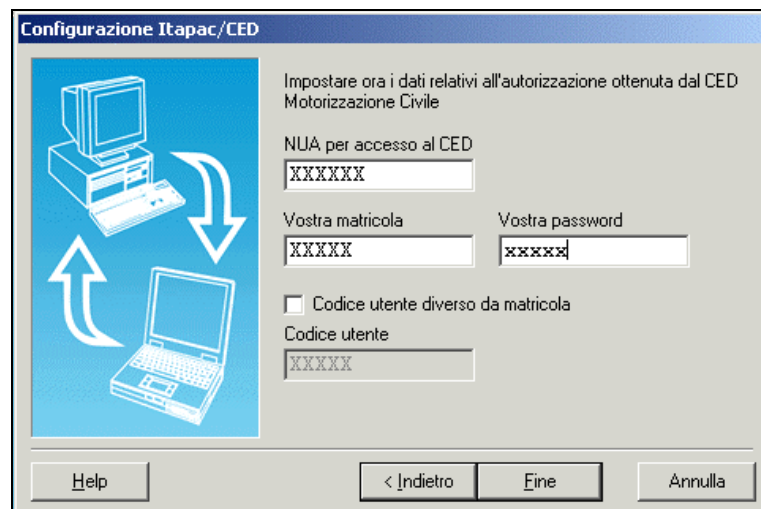 Configurazione Itapac/CED
Impostare ora i dati relativi all'autorizzazione ottenuta dal CED
Motorizzazione Civile
NUA per accesso al CED
XXXXXX
Vostra matricola Vostra password
XXXXX xxxxx
Codice utente diverso da matricola
Codice utente
XXXXX
Help < Indietro Fine Annulla